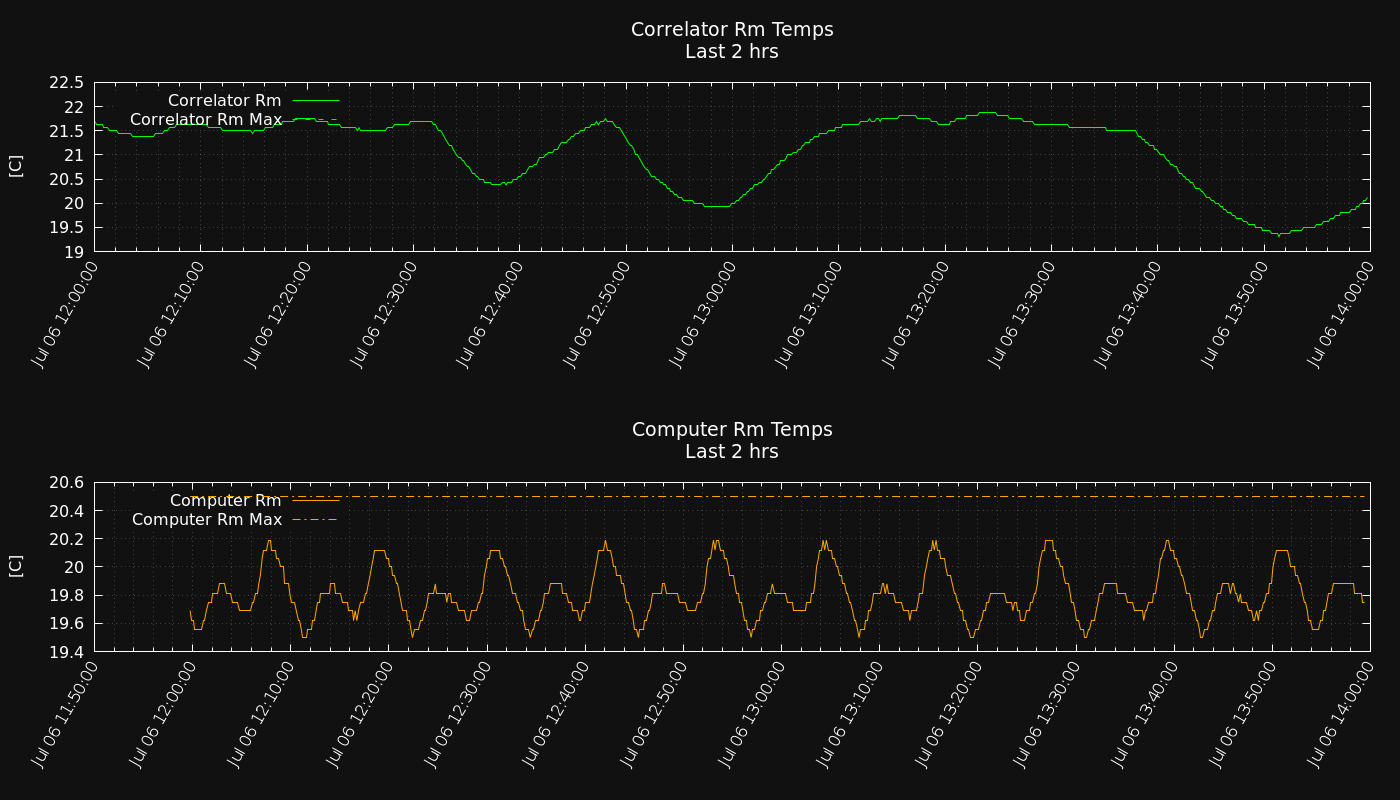 Correlator Rm Temps
Last 2 hrs
22.5
22
21.5
21
20.5
20
19.5
19
[C]
Correlator Rm
Correlator Rm Max
Jul 06 12:00:00
Jul 06 12:10:00
Jul 06 12:20:00
Jul 06 12:30:00
Jul 06 12:40:00
Jul 06 12:50:00
Jul 06 13:00:00
Jul 06 13:10:00
Jul 06 13:20:00
Jul 06 13:30:00
Jul 06 13:40:00
Jul 06 13:50:00
Jul 06 14:00:00
Computer Rm Temps
Last 2 hrs
20.6
20.4
20.2
20
19.8
19.6
19.4
[C]
Computer Rm
Computer Rm Max
Jul 06 11:50:00
Jul 06 12:00:00
Jul 06 12:10:00
Jul 06 12:20:00
Jul 06 12:30:00
Jul 06 12:40:00
Jul 06 12:50:00
Jul 06 13:00:00
Jul 06 13:10:00
Jul 06 13:20:00
Jul 06 13:30:00
Jul 06 13:40:00
Jul 06 13:50:00
Jul 06 14:00:00